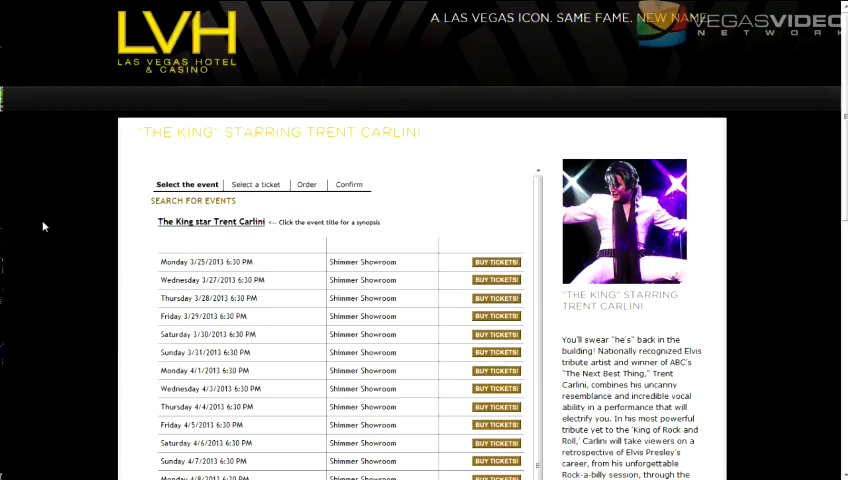 LVH
LAS VEGAS HOTEL
& CASINO
A LAS VEGAS ICON. SAME FAME. NEW NAME
VEGASVIDEO
NETWORK
"THE KING" STARRING TRENT CARLINI
Select the event
Select a ticket
Order
Confirm
SEARCH FOR EVENTS
The King star Trent Carlini <-- Click the event title for a synopsis
Monday 3/25/2013 6:30 PM Shimmer Showroom BUY TICKETS!
Wednesday 3/27/2013 6:30 PM Shimmer Showroom BUY TICKETS!
Thursday 3/28/2013 6:30 PM Shimmer Showroom BUY TICKETS!
Friday 3/29/2013 6:30 PM Shimmer Showroom BUY TICKETS!
Saturday 3/30/2013 6:30 PM Shimmer Showroom BUY TICKETS!
Sunday 3/31/2013 6:30 PM Shimmer Showroom BUY TICKETS!
Monday 4/1/2013 6:30 PM Shimmer Showroom BUY TICKETS!
Wednesday 4/3/2013 6:30 PM Shimmer Showroom BUY TICKETS!
Thursday 4/4/2013 6:30 PM Shimmer Showroom BUY TICKETS!
Friday 4/5/2013 6:30 PM Shimmer Showroom BUY TICKETS!
Saturday 4/6/2013 6:30 PM Shimmer Showroom BUY TICKETS!
Sunday 4/7/2013 6:30 PM Shimmer Showroom BUY TICKETS!
Monday 4/8/2013 6:30 PM Shimmer Showroom BUY TICKETS!
"THE KING" STARRING
TRENT CARLINI
You'll swear "he's" back in the
building! Nationally recognized Elvis
tribute artist and winner of ABC's
"The Next Best Thing," Trent
Carlini, combines his uncanny
resemblance and incredible vocal
ability in a performance that will
electrify you. In his most powerful
tribute yet to the 'King of Rock and
Roll,' Carlini will take viewers on a
retrospective of Elvis Presley's
career, from his unforgettable
Rock-a-billy session, through the